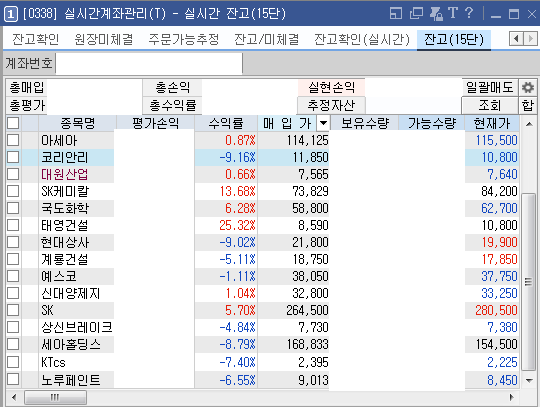 1 [0338] 실시간계좌관리(T) - 실시간 잔고(15단) T ?
잔고확인 원장미체결 주문가능추정 잔고/미체결 잔고확인(실시간) 잔고(15단)
계좌번호
총매입 총손익 실현손익 일괄매도
총평가 총수익률 추정자산 조회 합
종목명 평가손익 수익률 매 입 가 보유수량 가능수량 현재가
아세아 0.87% 114,125 115,500
코리안리 -9.16% 11,850 10,800
대원산업 0.66% 7,565 7,640
SK케미칼 13.68% 73,829 84,200
국도화학 6.28% 58,800 62,700
태영건설 25.32% 8,590 10,800
현대상사 -9.02% 21,800 19,900
계룡건설 -5.11% 18,750 17,850
예스코 -1.11% 38,050 37,750
신대양제지 1.04% 32,800 33,250
SK 5.70% 264,500 280,500
상신브레이크 -4.84% 7,730 7,380
세아홀딩스 -8.79% 168,833 154,500
KTcs -7.40% 2,395 2,225
노루페인트 -6.55% 9,013 8,450